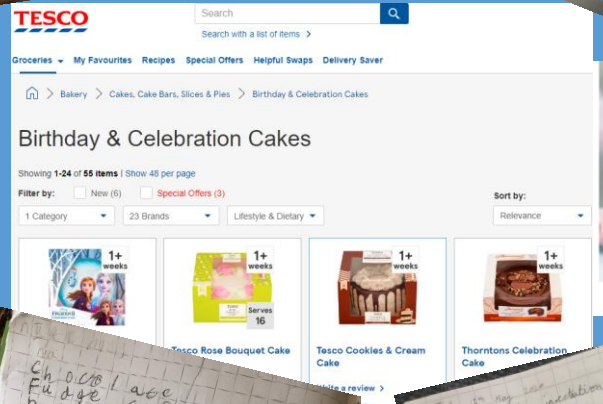 TESCO
Search
Search with a list of items >
Groceries My Favourites Recipes Special Offers Helpful Swaps Delivery Saver
Bakery > Cakes, Cake Bars, Slices & Pies > Birthday & Celebration Cakes
Birthday & Celebration Cakes
Showing 1-24 of 55 items | Show 48 per page
Filter by: New (6) Special Offers (3)
Sort by:
1 Category 23 Brands Lifestyle & Dietary Relevance
1+ weeks 1+ weeks 1+ weeks 1+ weeks
Serves 16
Tesco Rose Bouquet Cake
Tesco Cookies & Cream Cake
Thorntons Celebration Cake
Write a review >
Chocolate
Fudge